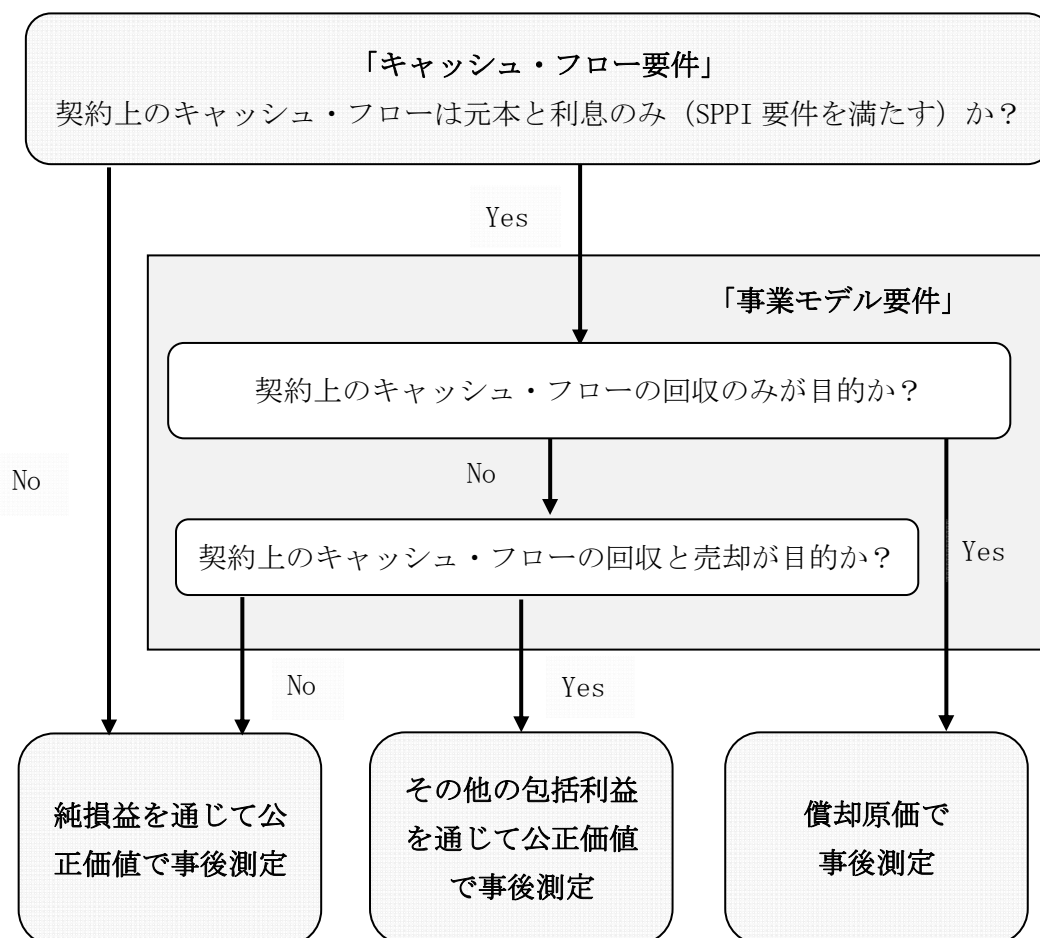 「キャッシュ・フロー要件」
契約上のキャッシュ・フローは元本と利息のみ（SPPI 要件を満たす）か？
Yes
「事業モデル要件」
契約上のキャッシュ・フローの回収のみが目的か？
No
No
契約上のキャッシュ・フローの回収と売却が目的か？
Yes
No
Yes
純損益を通じて公
正価値で事後測定
その他の包括利益
を通じて公正価値
で事後測定
償却原価で
事後測定